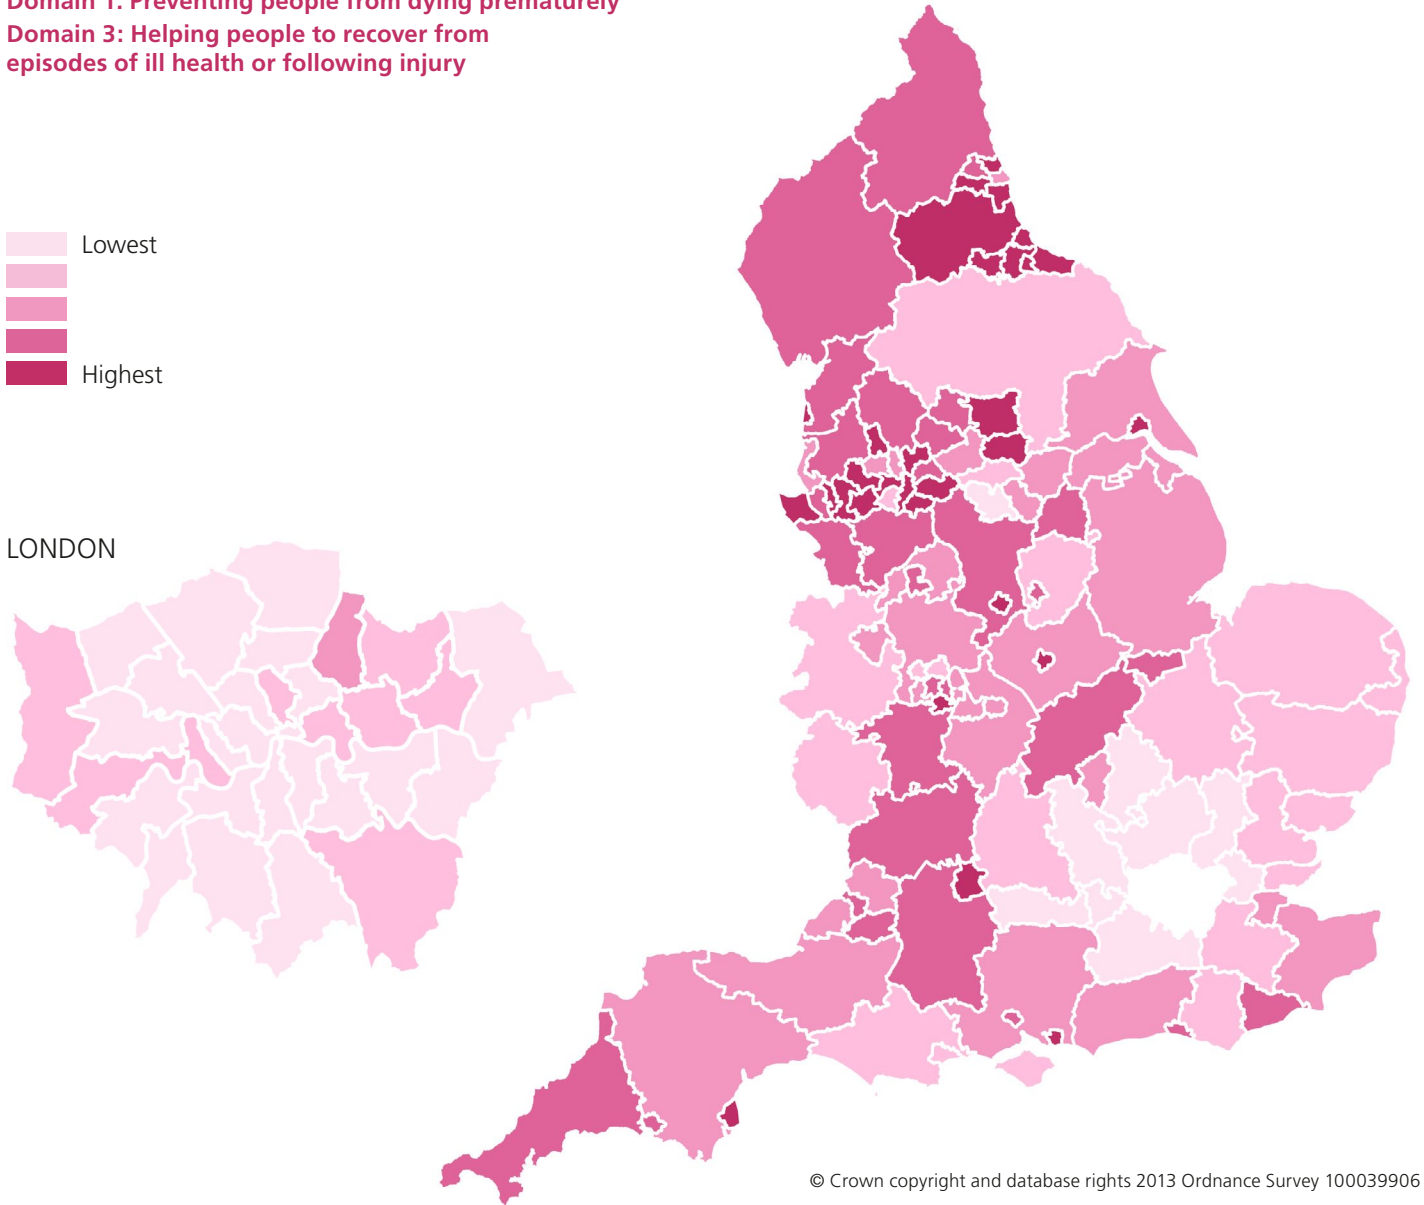 Domain 1: Preventing people from dying prematurely
Domain 3: Helping people to recover from
episodes of ill health or following injury
Lowest
Highest
LONDON
© Crown copyright and database rights 2013 Ordnance Survey 100039906